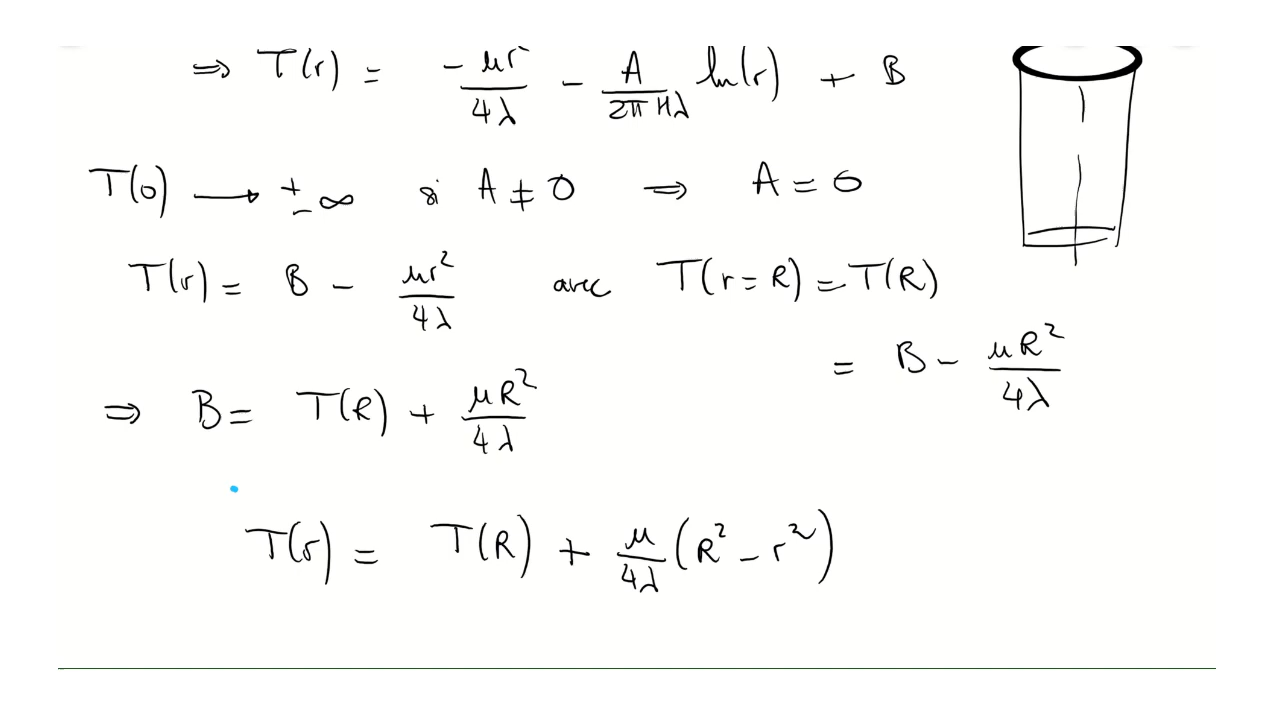 ⇒ T(r) = -μr²/4λ - A/2πHλ ln(r) + B
T(0) ⟶ ±∞ si A ≠ 0 ⇒ A = 0
T(r) = B - μr²/4λ avec T(r=R) = T(R)
= B - μR²/4λ
⇒ B = T(R) + μR²/4λ
T(r) = T(R) + μ/4λ (R² - r²)